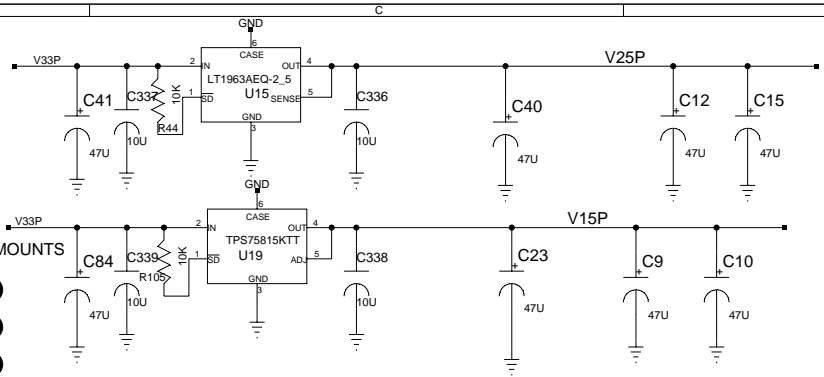 C
GND
6
V33P
2
IN
CASE
OUT
4
V25P
LT1963AEQ-2_5
C41
C337
10K
1
SD
U15
SENSE
5
C336
C40
C12
C15
+
+
+
+
R44
GND
3
47U
10U
10U
47U
47U
47U
GND
6
V33P
2
IN
CASE
OUT
4
V15P
MOUNTS
TPS75815KTT
C84
C339
10K
1
SD
U19
ADJ
5
C338
C23
C9
C10
+
+
+
+
R105
GND
3
47U
10U
10U
47U
47U
47U